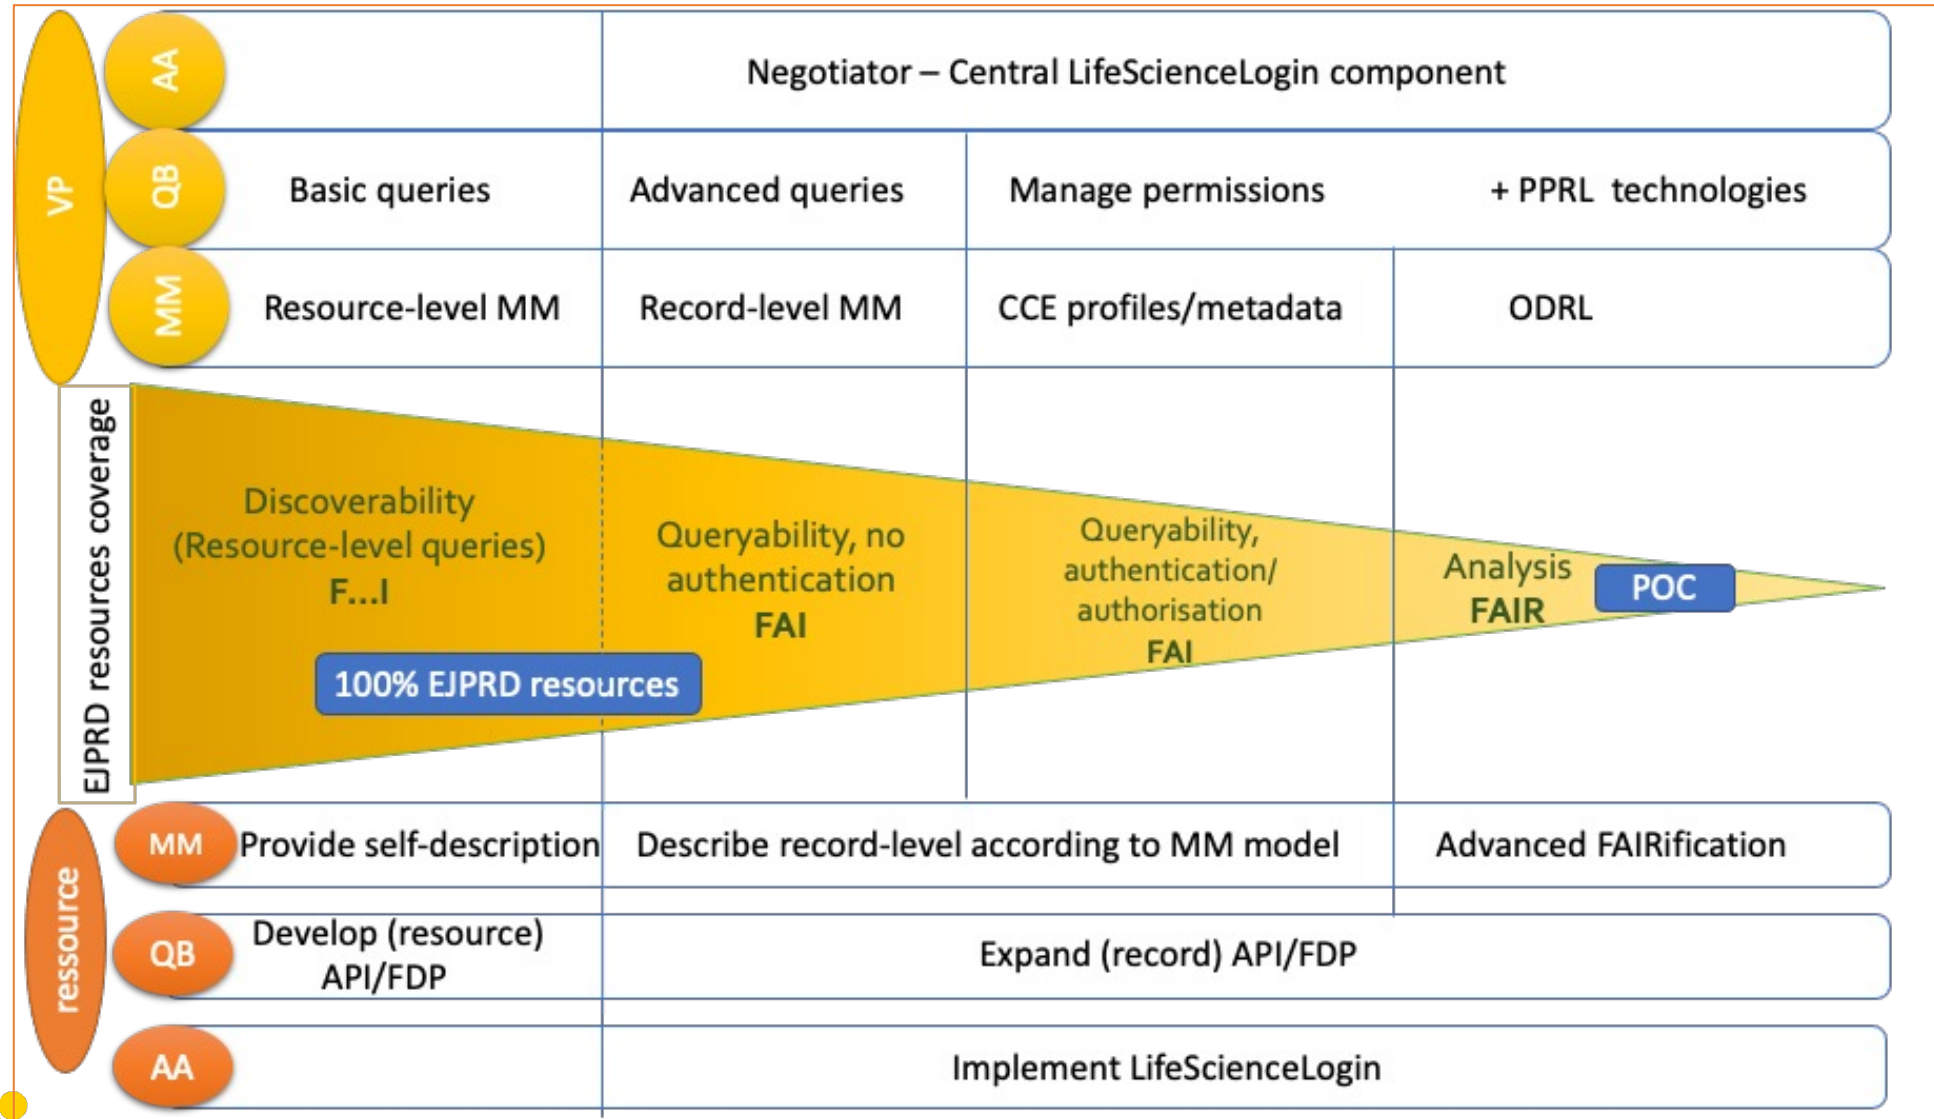 VP
AA
Negotiator – Central LifeScienceLogin component
QB
Basic queries
Advanced queries
Manage permissions
+ PPRL technologies
MM
Resource-level MM
Record-level MM
CCE profiles/metadata
ODRL
EJPRD resources coverage
Discoverability
(Resource-level queries)
F...I
Queryability, no
authentication
FAI
Queryability,
authentication/
authorisation
FAI
Analysis
FAIR
POC
100% EJPRD resources
ressource
MM
Provide self-description
Describe record-level according to MM model
Advanced FAIRification
QB
Develop (resource)
API/FDP
Expand (record) API/FDP
AA
Implement LifeScienceLogin